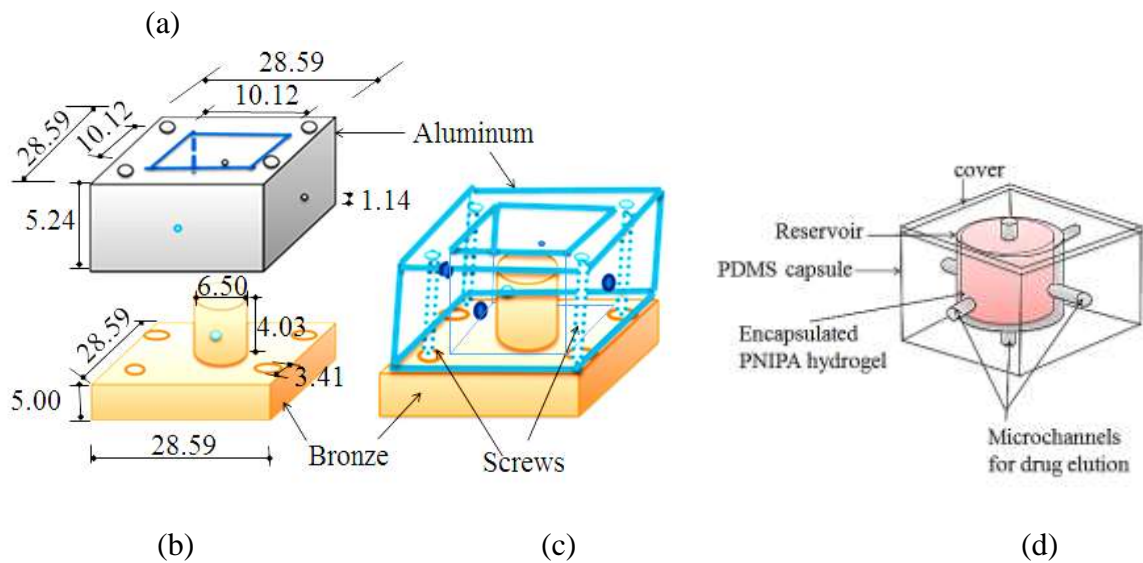 (a)
28.59
10.12
28.59
10.12
Aluminum
5.24
1.14
cover
Reservoir
PDMS capsule
Encapsulated
PNIPA hydrogel
Microchannels
for drug elution
6.50
4.03
28.59
3.41
5.00
28.59
Bronze
Screws
(b)
(c)
(d)